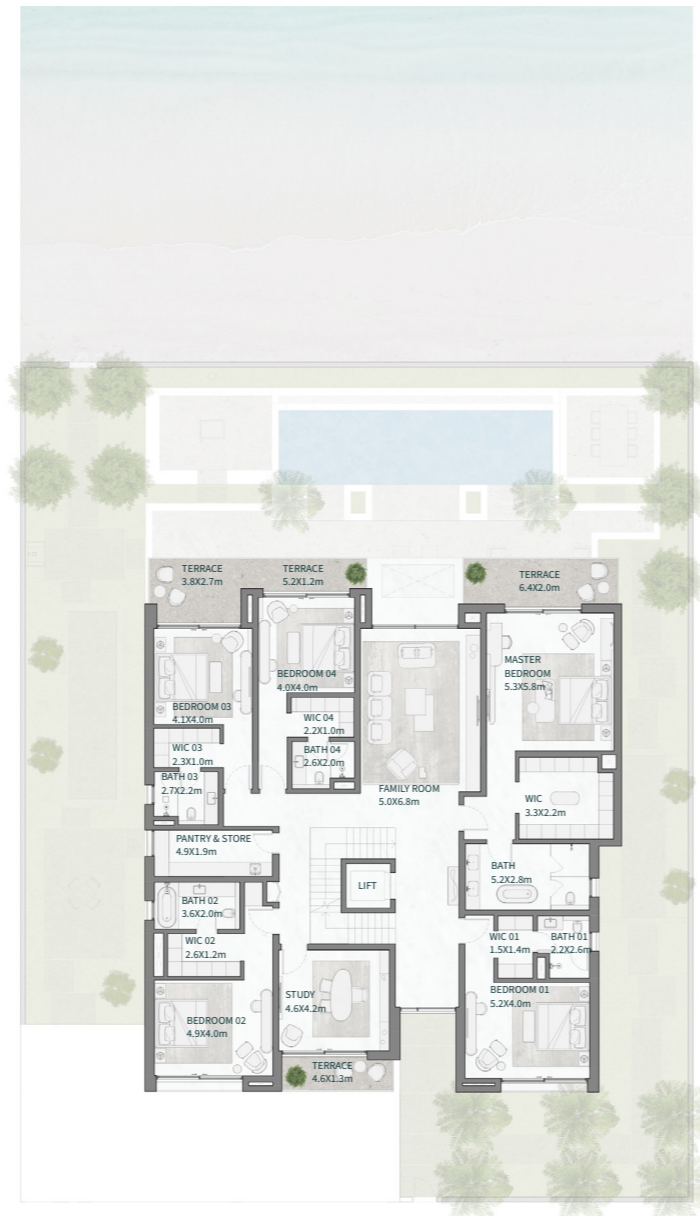 TERRACE
3.8X2.7m
TERRACE
5.2X1.2m
TERRACE
6.4X2.0m
MASTER
BEDROOM
5.3X5.8m
BEDROOM 04
4.0X4.0m
BEDROOM 03
4.1X4.0m
WIC 04
2.2X1.0m
WIC 03
2.3X1.0m
BATH 04
2.6X2.0m
BATH 03
2.7X2.2m
FAMILY ROOM
5.0X6.8m
WIC
3.3X2.2m
PANTRY & STORE
4.9X1.9m
BATH
5.2X2.8m
LIFT
BATH 02
3.6X2.0m
WIC 02
2.6X1.2m
WIC 01
1.5X1.4m
BATH 01
2.2X2.6m
STUDY
4.6X4.2m
BEDROOM 01
5.2X4.0m
BEDROOM 02
4.9X4.0m
TERRACE
4.6X1.3m